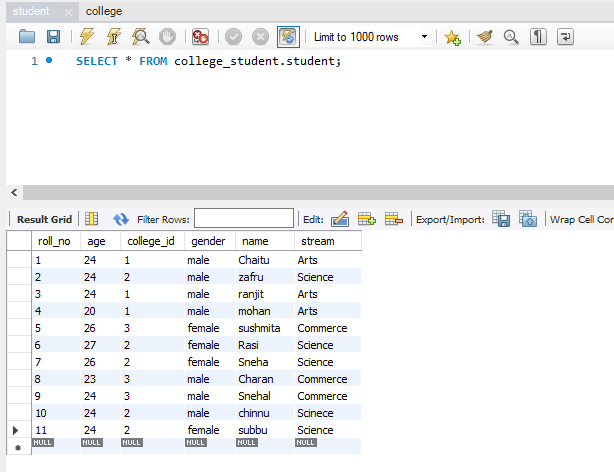 student college
Limit to 1000 rows
1 SELECT * FROM college_student.student;
Result Grid Filter Rows: Edit: Export/Import: Wrap Cell Con
roll_no age college_id gender name stream
1 24 1 male Chaitu Arts
2 24 2 male zafru Science
3 24 1 male ranjit Arts
4 20 1 male mohan Arts
5 26 3 female sushmita Commerce
6 27 2 female Rasi Science
7 26 2 female Sneha Science
8 23 3 male Charan Commerce
9 24 3 male Snehal Commerce
10 24 2 male chinnu Scinece
11 24 2 female subbu Science
NULL NULL NULL NULL NULL NULL